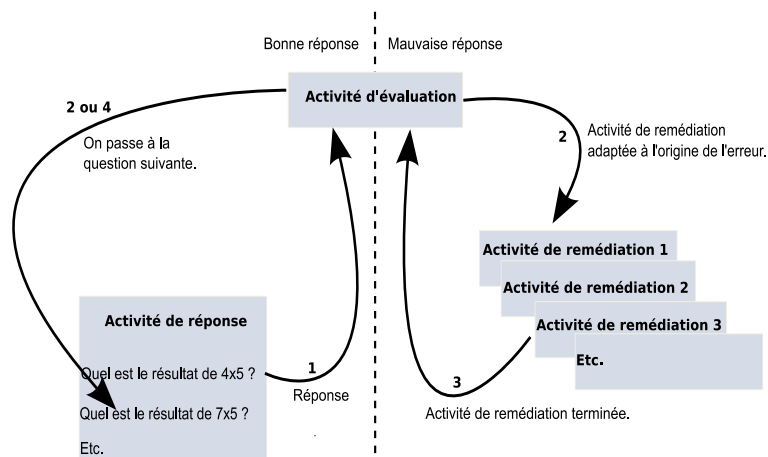 Bonne réponse
Mauvaise réponse
Activité d'évaluation
2 ou 4
On passe à la
question suivante.
2
Activité de remédiation
adaptée à l'origine de l'erreur.
Activité de remédiation 1
Activité de remédiation 2
Activité de remédiation 3
Etc.
Activité de réponse
Quel est le résultat de 4x5 ?
Quel est le résultat de 7x5 ?
Etc.
1
Réponse
3
Activité de remédiation terminée.